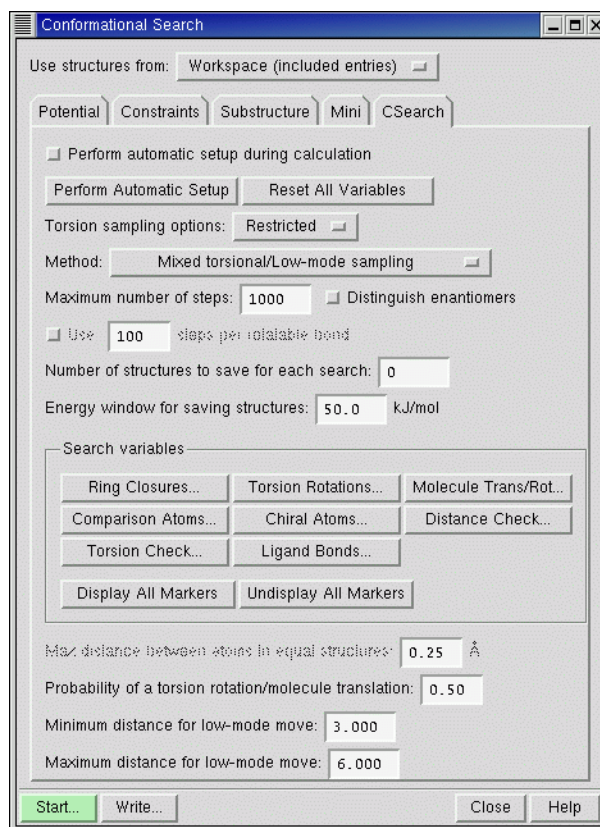 Conformational Search
Use structures from: Workspace (included entries)
Potential Constraints Substructure Mini CSearch
Perform automatic setup during calculation
Perform Automatic Setup Reset All Variables
Torsion sampling options: Restricted
Method: Mixed torsional/Low-mode sampling
Maximum number of steps: 1000 Distinguish enantiomers
Use 100 steps per rotatable bond
Number of structures to save for each search: 0
Energy window for saving structures: 50.0 kJ/mol
Search variables
Ring Closures... Torsion Rotations... Molecule Trans/Rot...
Comparison Atoms... Chiral Atoms... Distance Check...
Torsion Check... Ligand Bonds...
Display All Markers Undisplay All Markers
Max distance between atoms in equal structures: 0.25 Å
Probability of a torsion rotation/molecule translation: 0.50
Minimum distance for low-mode move: 3.000
Maximum distance for low-mode move: 6.000
Start... Write... Close Help